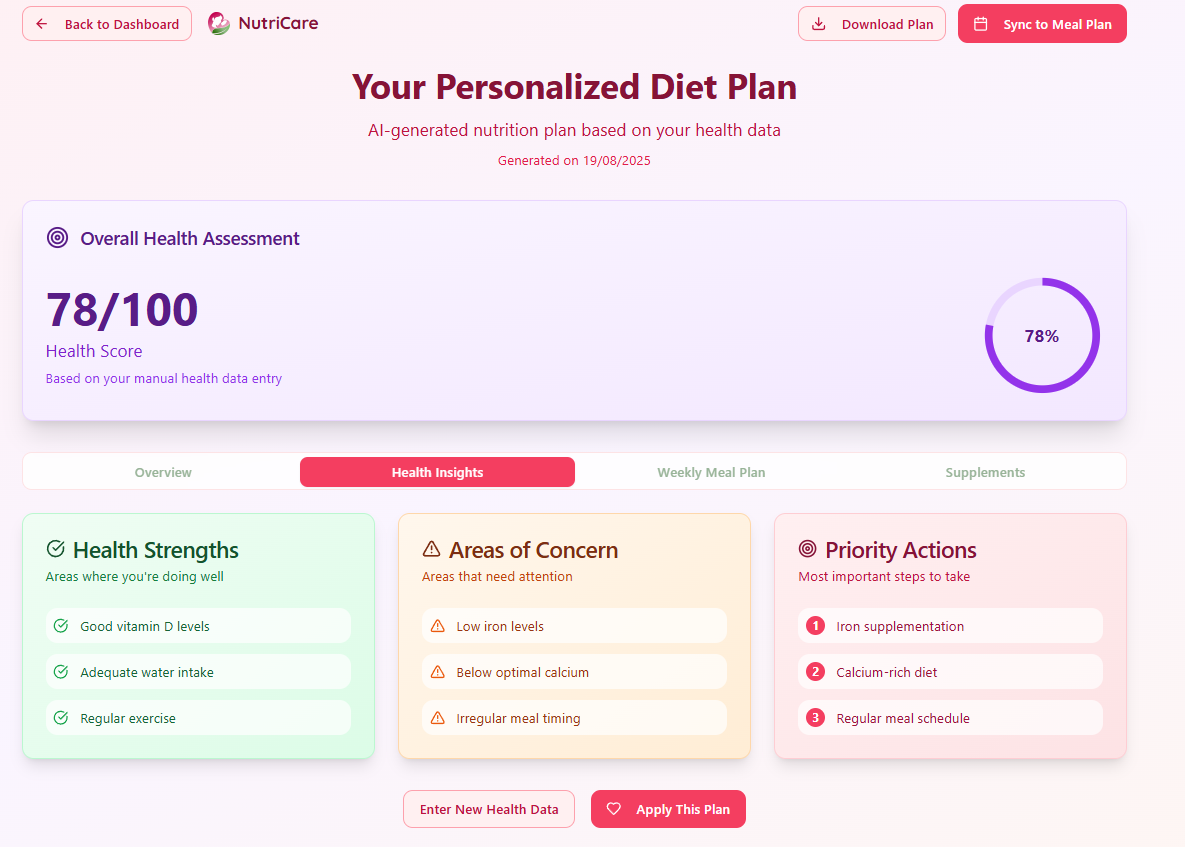 Back to Dashboard
NutriCare
Download Plan
Sync to Meal Plan
Your Personalized Diet Plan
AI-generated nutrition plan based on your health data
Generated on 19/08/2025
Overall Health Assessment
78/100
Health Score
Based on your manual health data entry
78%
Overview
Health Insights
Weekly Meal Plan
Supplements
Health Strengths
Areas where you're doing well
Good vitamin D levels
Adequate water intake
Regular exercise
Areas of Concern
Areas that need attention
Low iron levels
Below optimal calcium
Irregular meal timing
Priority Actions
Most important steps to take
1 Iron supplementation
2 Calcium-rich diet
3 Regular meal schedule
Enter New Health Data
Apply This Plan